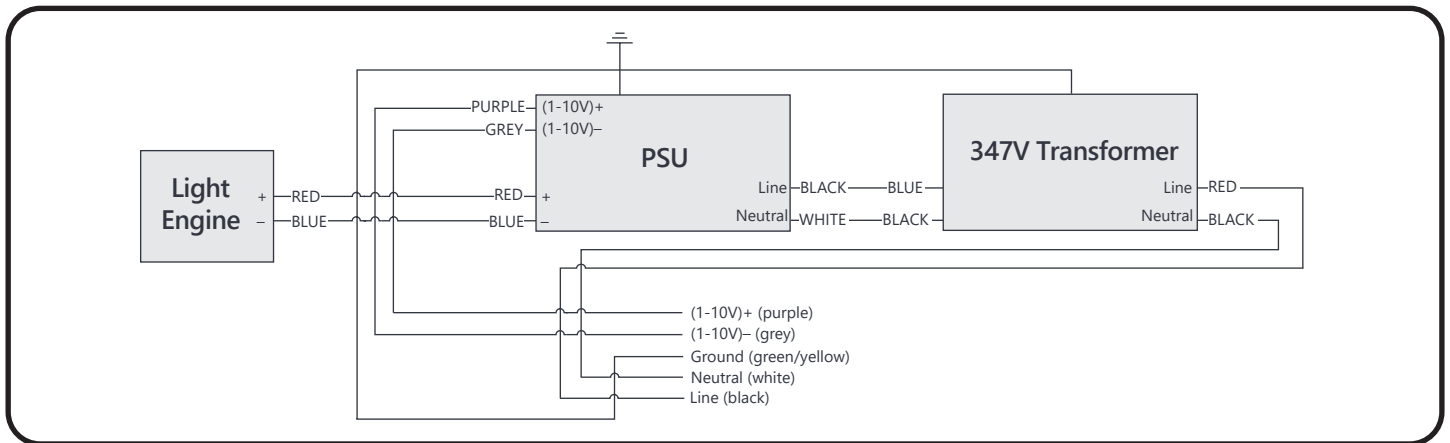 PURPLE (1-10V)+
GREY (1-10V)–
PSU
347V Transformer
Light
Engine
+ RED RED +
– BLUE BLUE –
Line BLACK BLUE
Neutral WHITE BLACK
Line RED
Neutral BLACK
(1-10V)+ (purple)
(1-10V)– (grey)
Ground (green/yellow)
Neutral (white)
Line (black)